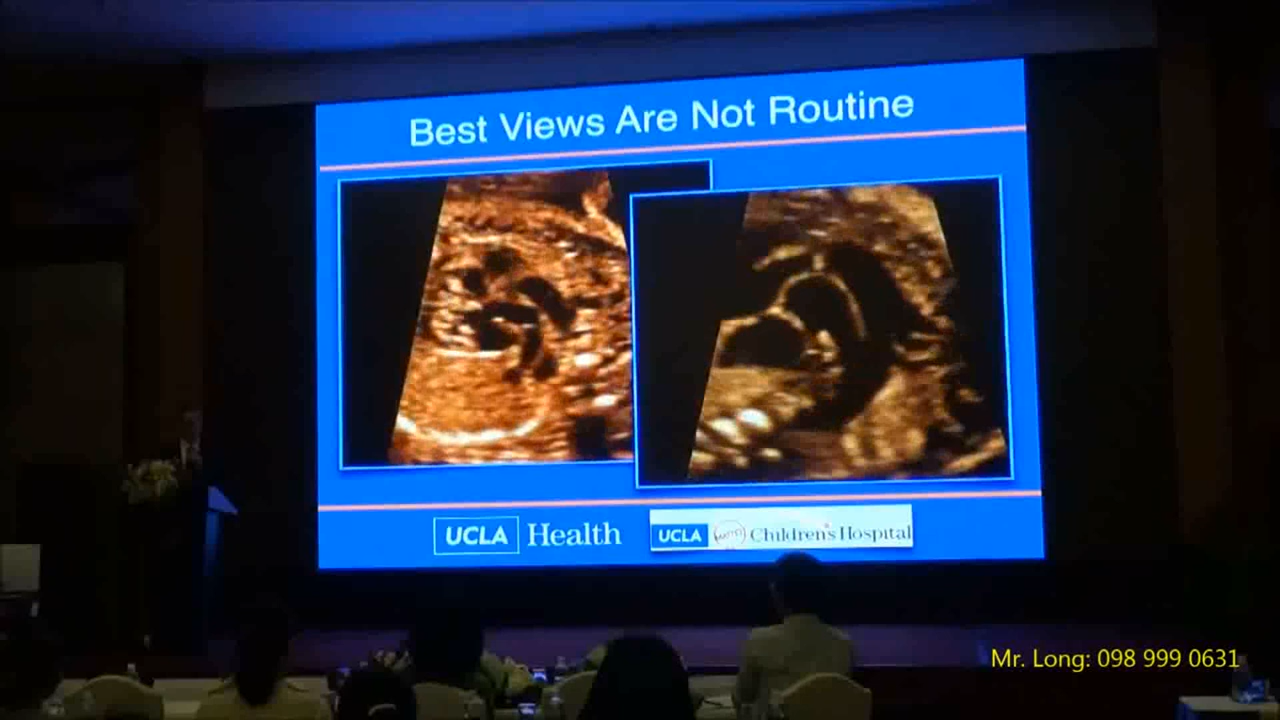 Best Views Are Not Routine
UCLA Health
UCLA Children's Hospital
Mr. Long: 098 999 0631